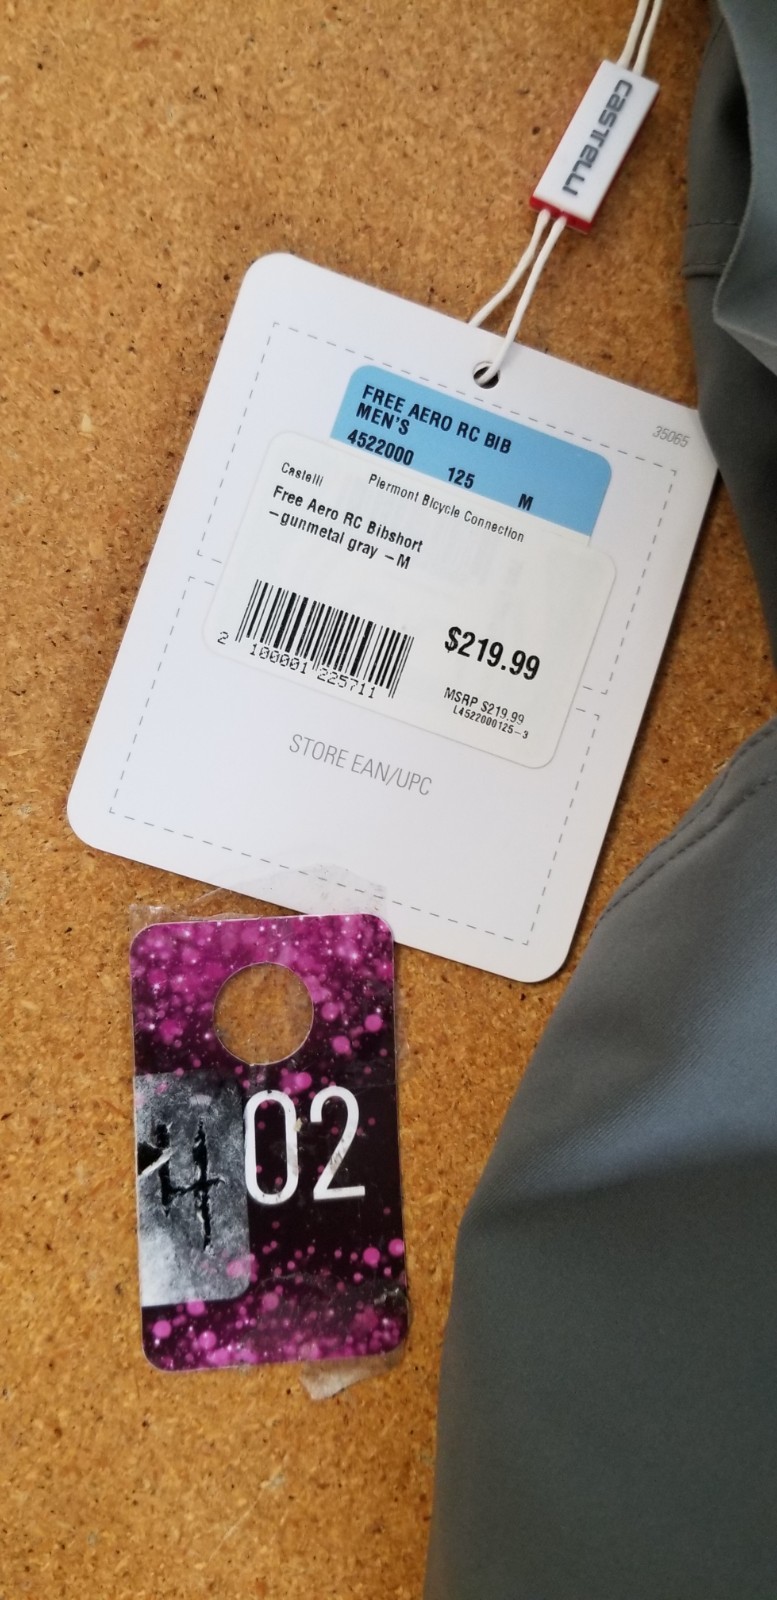 castelli
35065
FREE AERO RC BIB
MEN'S
4522000 125 M
Castelli Piermont Bicycle Connection
Free Aero RC Bibshort
-gunmetal gray -M
$219.99
2 100001 225711
MSRP $219.99
L4522000125-3
STORE EAN/UPC
402